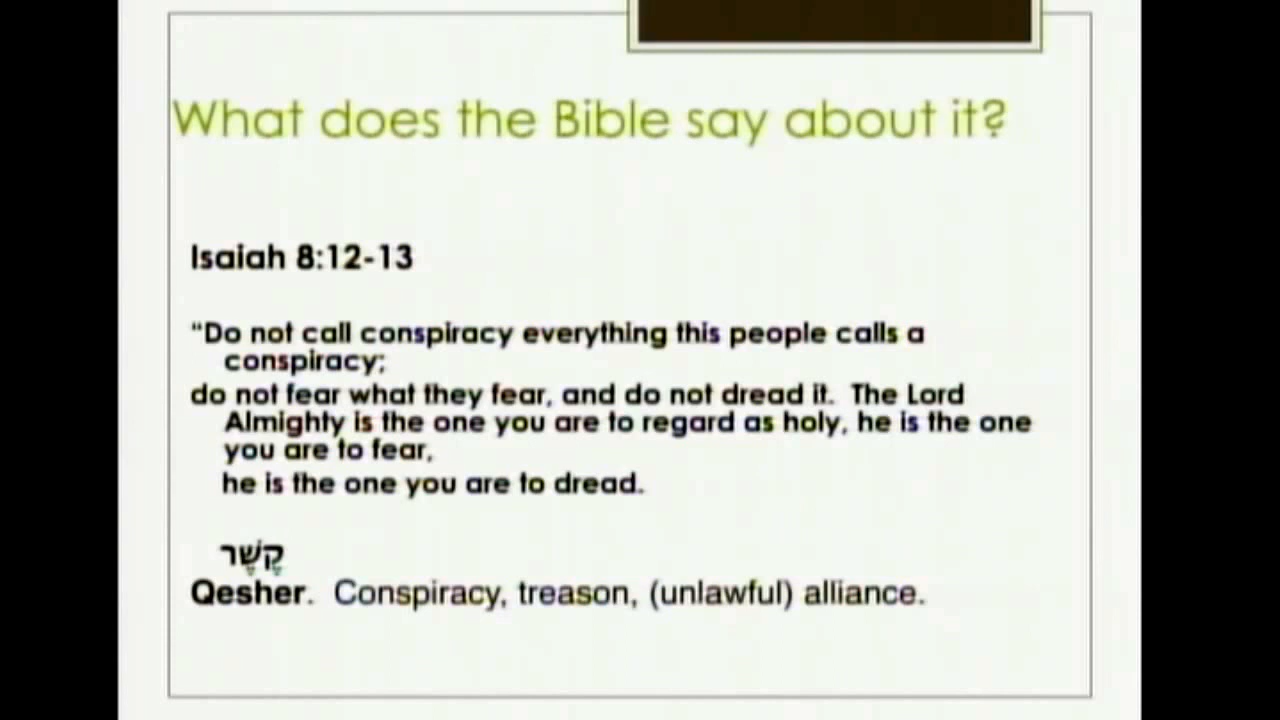 What does the Bible say about it?
Isaiah 8:12-13
“Do not call conspiracy everything this people calls a
conspiracy;
do not fear what they fear, and do not dread it.  The Lord
Almighty is the one you are to regard as holy, he is the one
you are to fear,
he is the one you are to dread.
קֶשֶׁר
Qesher.  Conspiracy, treason, (unlawful) alliance.